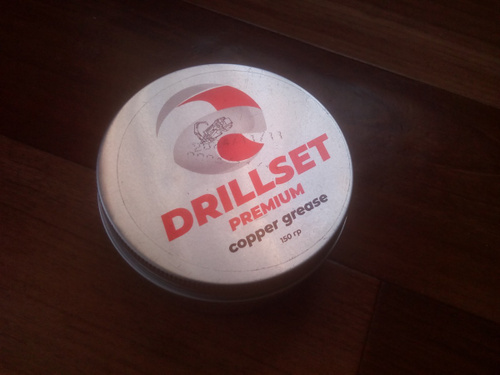 DRILLSET
PREMIUM
copper grease
150 гр